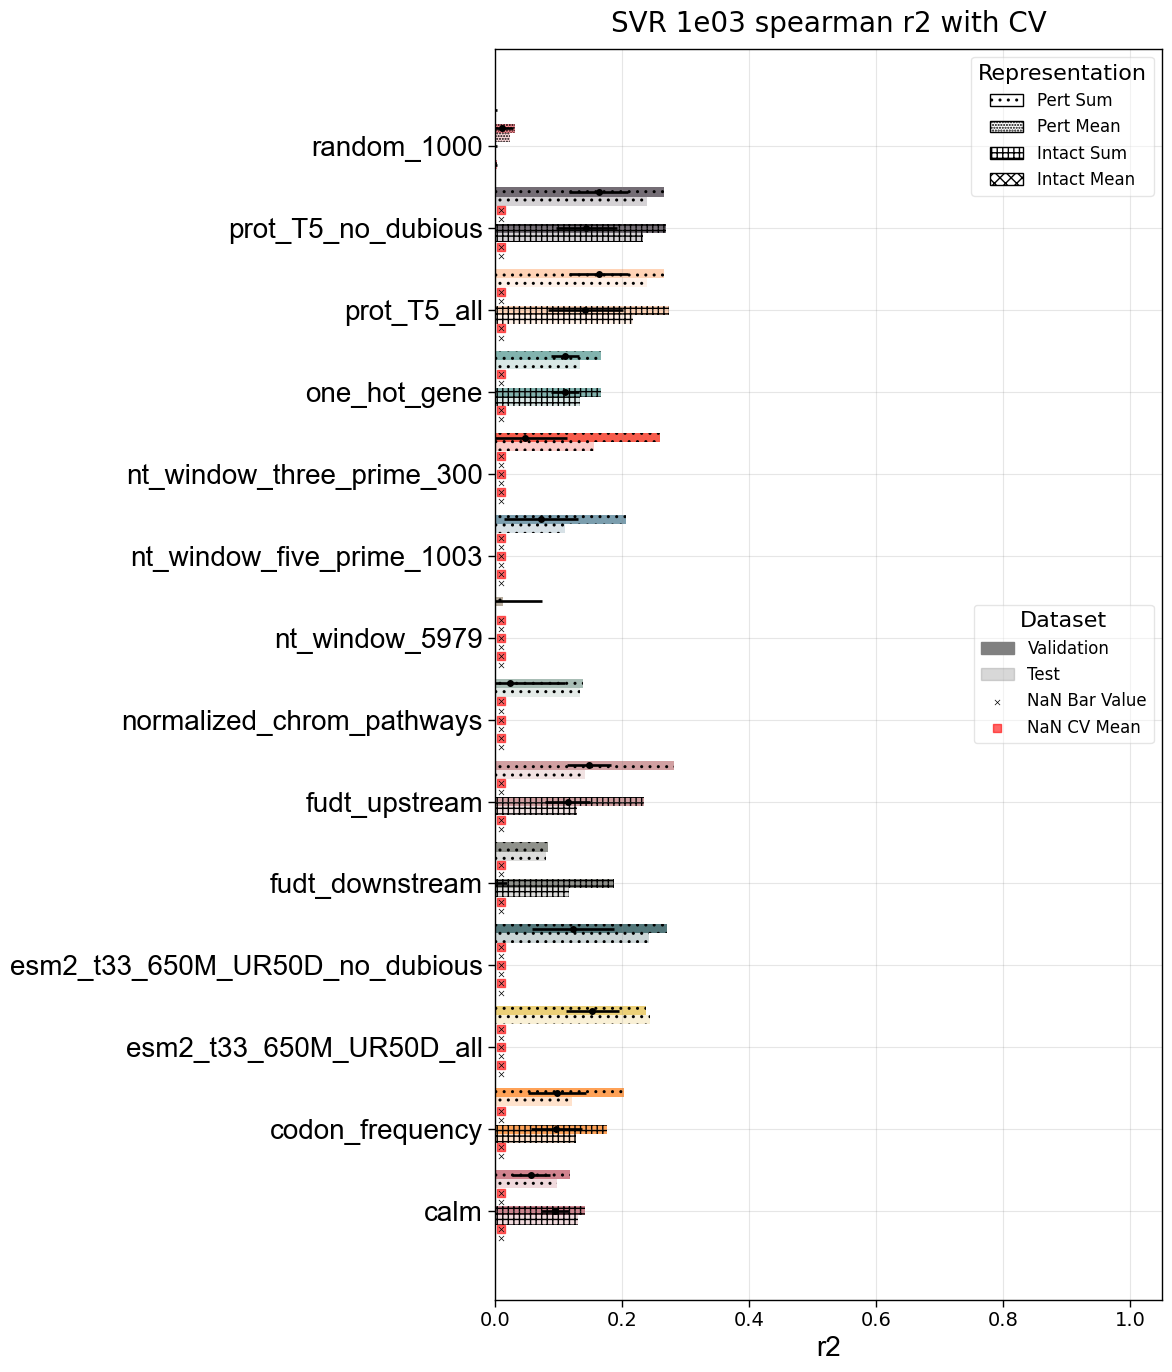 SVR 1e03 spearman r2 with CV
Representation
Pert Sum
Pert Mean
Intact Sum
Intact Mean
random_1000
prot_T5_no_dubious
prot_T5_all
one_hot_gene
nt_window_three_prime_300
nt_window_five_prime_1003
nt_window_5979
normalized_chrom_pathways
fudt_upstream
fudt_downstream
esm2_t33_650M_UR50D_no_dubious
esm2_t33_650M_UR50D_all
codon_frequency
calm
Dataset
Validation
Test
NaN Bar Value
NaN CV Mean
0.0 0.2 0.4 0.6 0.8 1.0
r2